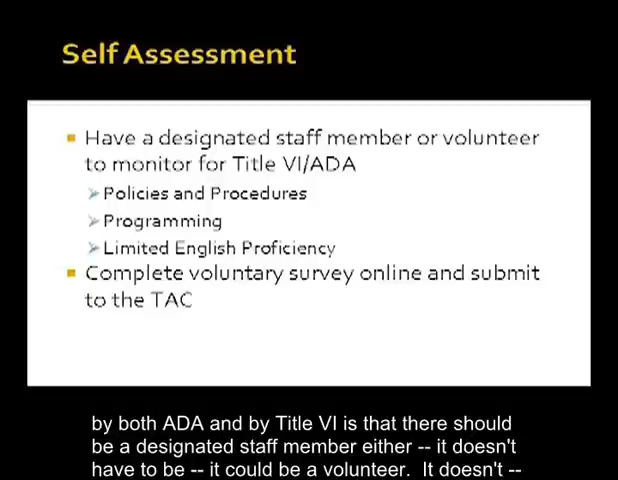 Self Assessment
Have a designated staff member or volunteer
to monitor for Title VI/ADA
Policies and Procedures
Programming
Limited English Proficiency
Complete voluntary survey online and submit
to the TAC
by both ADA and by Title VI is that there should
be a designated staff member either -- it doesn't
have to be -- it could be a volunteer. It doesn't --